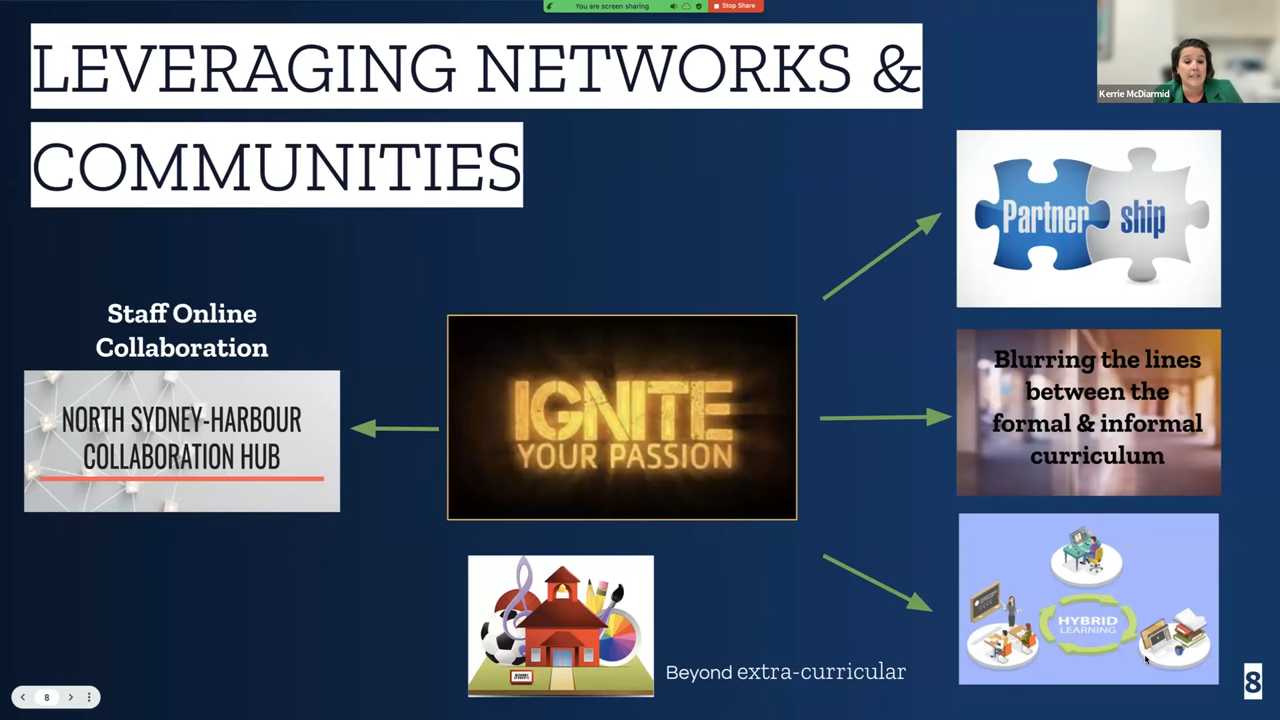 You are screen sharing
Stop Share
LEVERAGING NETWORKS &
COMMUNITIES
Kerrie McDiarmid
Partner ship
Staff Online
Collaboration
NORTH SYDNEY-HARBOUR
COLLABORATION HUB
IGNITE
YOUR PASSION
Blurring the lines
between the
formal & informal
curriculum
HYBRID
LEARNING
Beyond extra-curricular
8
8